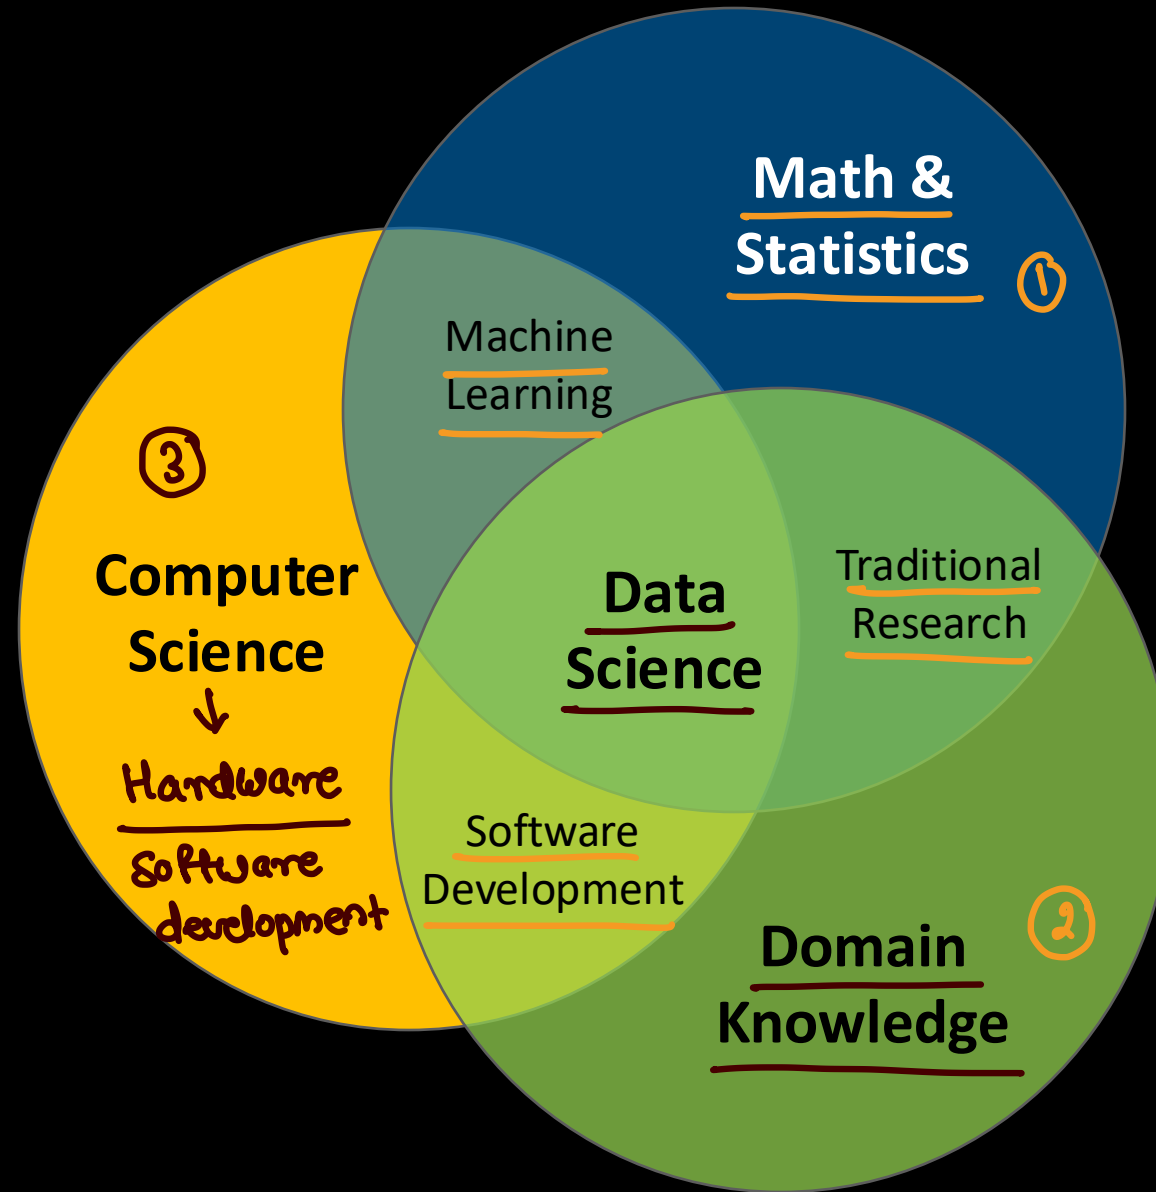 Math &
Statistics
1
Machine
Learning
3
Computer
Science
Hardware
Software
development
Data
Science
Traditional
Research
Software
Development
2
Domain
Knowledge